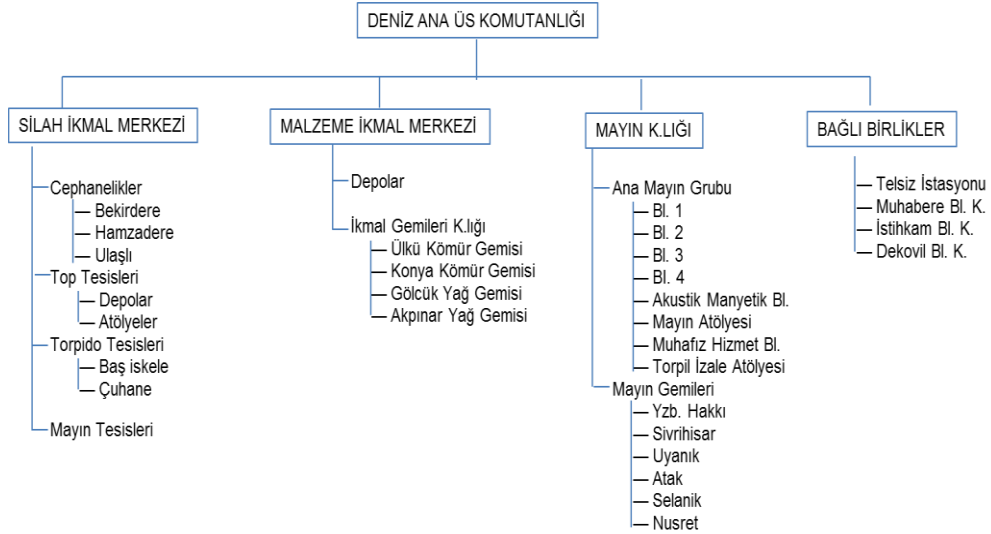 DENİZ ANA ÜS KOMUTANLIĞI
SİLAH İKMAL MERKEZİ
Cephanelikler
Bekirdere
Hamzadere
Ulaşlı
Top Tesisleri
Depolar
Atölyeler
Torpido Tesisleri
Baş iskele
Çuhane
Mayın Tesisleri
MALZEME İKMAL MERKEZİ
Depolar
İkmal Gemileri K.lığı
Ülkü Kömür Gemisi
Konya Kömür Gemisi
Gölcük Yağ Gemisi
Akpınar Yağ Gemisi
MAYIN K.LIĞI
Ana Mayın Grubu
Bl. 1
Bl. 2
Bl. 3
Bl. 4
Akustik Manyetik Bl.
Mayın Atölyesi
Muhafız Hizmet Bl.
Torpil İzale Atölyesi
Mayın Gemileri
Yzb. Hakkı
Sivrihisar
Uyanık
Atak
Selanik
Nusret
BAĞLI BİRLİKLER
Telsiz İstasyonu
Muhabere Bl. K.
İstihkam Bl. K.
Dekovil Bl. K.